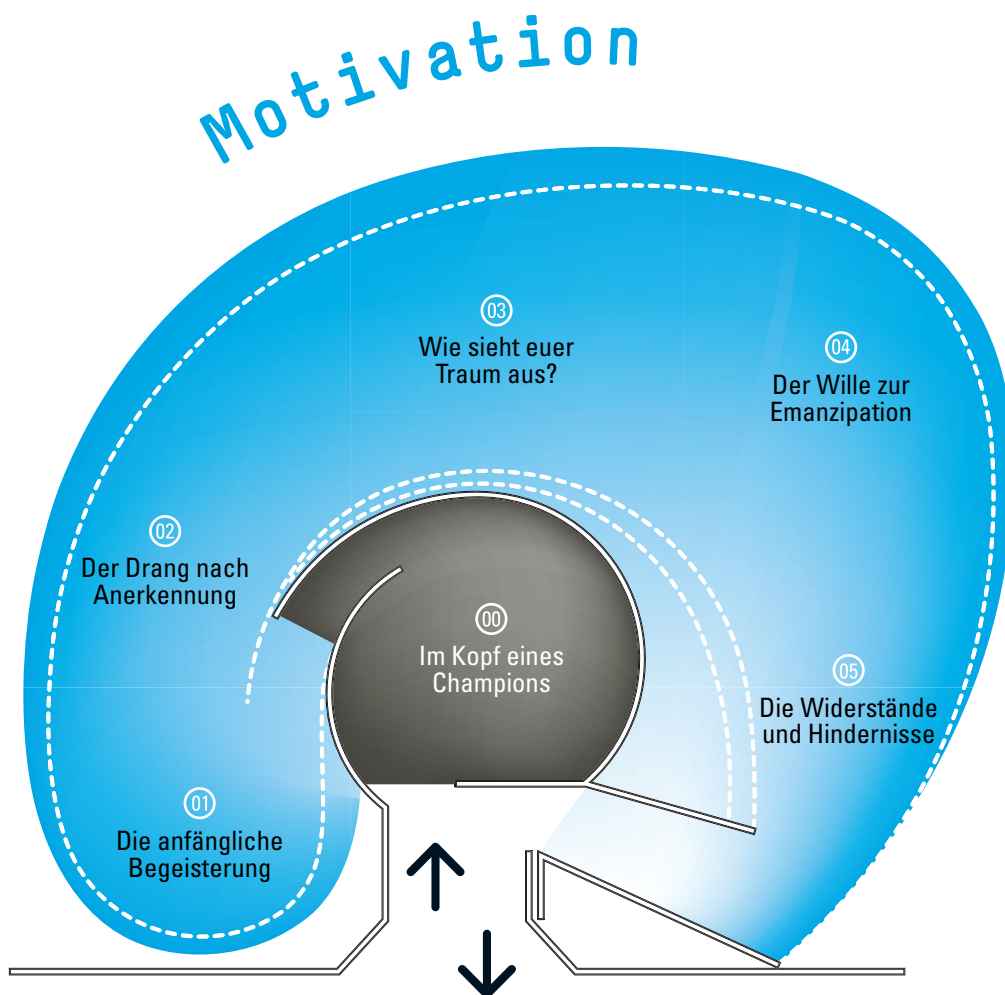 Motivation
03
Wie sieht euer
Traum aus?
04
Der Wille zur
Emanzipation
02
Der Drang nach
Anerkennung
00
Im Kopf eines
Champions
05
Die Widerstände
und Hindernisse
01
Die anfängliche
Begeisterung